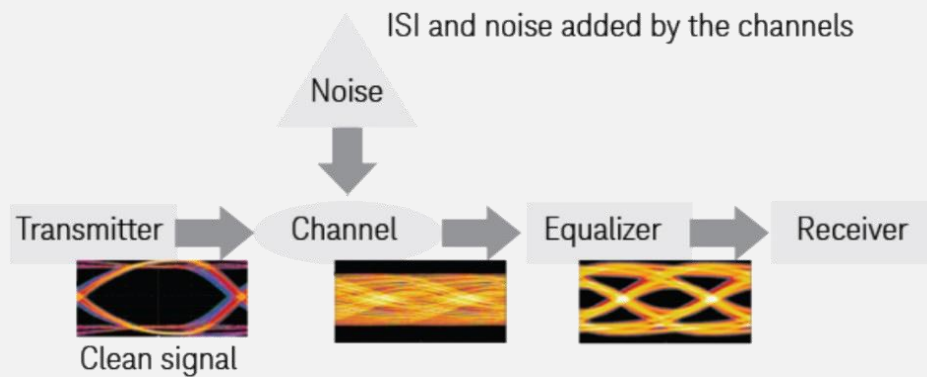 ISI and noise added by the channels
Noise
Transmitter
Channel
Equalizer
Receiver
Clean signal